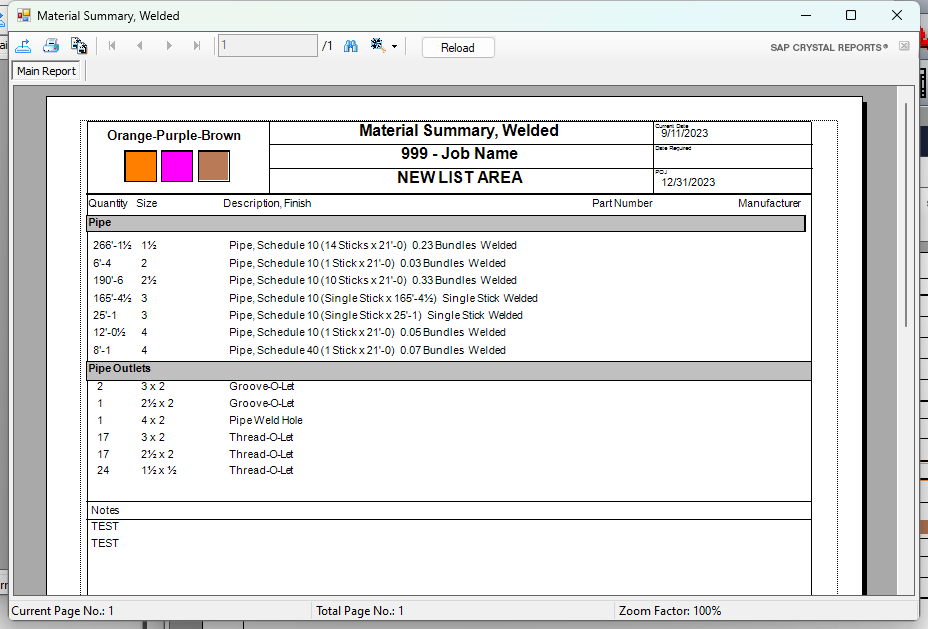 Material Summary, Welded
1 /1 Reload SAP CRYSTAL REPORTS®
Main Report
Orange-Purple-Brown
Material Summary, Welded
999 - Job Name
NEW LIST AREA
Current Date
9/11/2023
Date Required
POJ
12/31/2023
Quantity Size Description, Finish Part Number Manufacturer
Pipe
266'-1½ 1½ Pipe, Schedule 10 (14 Sticks x 21'-0) 0.23 Bundles Welded
6'-4 2 Pipe, Schedule 10 (1 Stick x 21'-0) 0.03 Bundles Welded
190'-6 2½ Pipe, Schedule 10 (10 Sticks x 21'-0) 0.33 Bundles Welded
165'-4½ 3 Pipe, Schedule 10 (Single Stick x 165'-4½) Single Stick Welded
25'-1 3 Pipe, Schedule 10 (Single Stick x 25'-1) Single Stick Welded
12'-0½ 4 Pipe, Schedule 10 (1 Stick x 21'-0) 0.05 Bundles Welded
8'-1 4 Pipe, Schedule 40 (1 Stick x 21'-0) 0.07 Bundles Welded
Pipe Outlets
2 3 x 2 Groove-O-Let
1 2½ x 2 Groove-O-Let
1 4 x 2 Pipe Weld Hole
17 3 x 2 Thread-O-Let
17 2½ x 2 Thread-O-Let
24 1½ x ½ Thread-O-Let
Notes
TEST
TEST
Current Page No.: 1 Total Page No.: 1 Zoom Factor: 100%